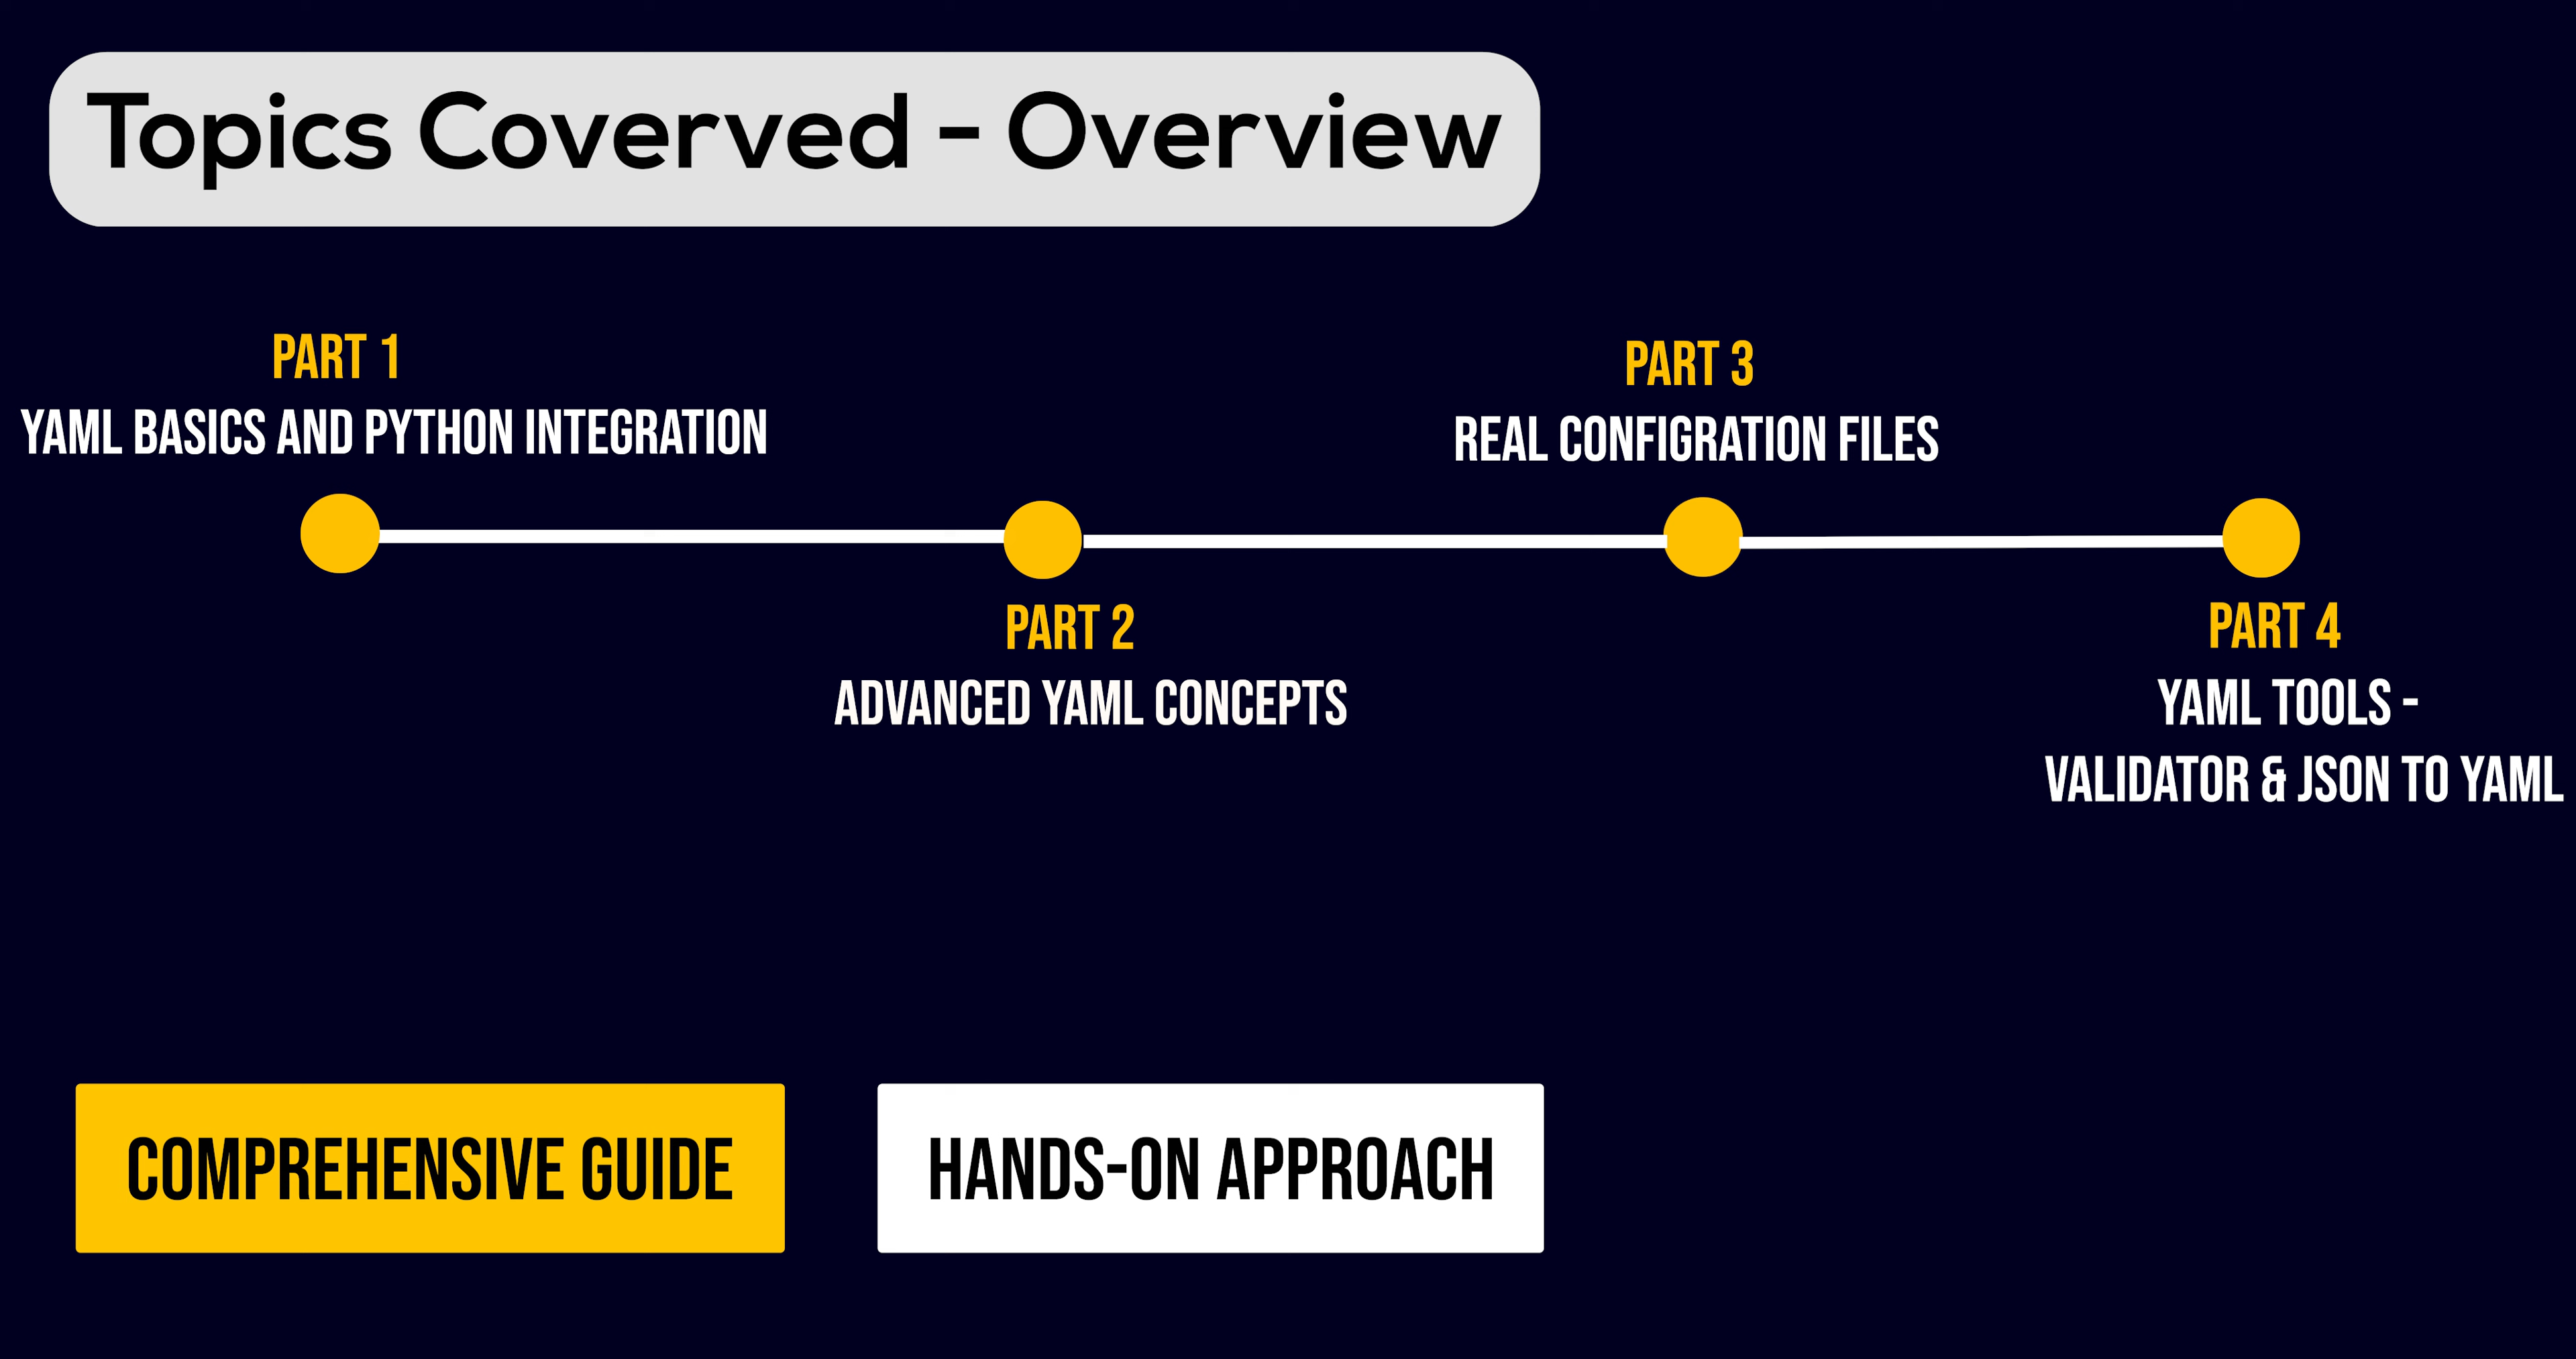 Topics Coverved - Overview
PART 1
YAML BASICS AND PYTHON INTEGRATION
PART 2
ADVANCED YAML CONCEPTS
PART 3
REAL CONFIGRATION FILES
PART 4
YAML TOOLS -
VALIDATOR & JSON TO YAML
COMPREHENSIVE GUIDE
HANDS-ON APPROACH